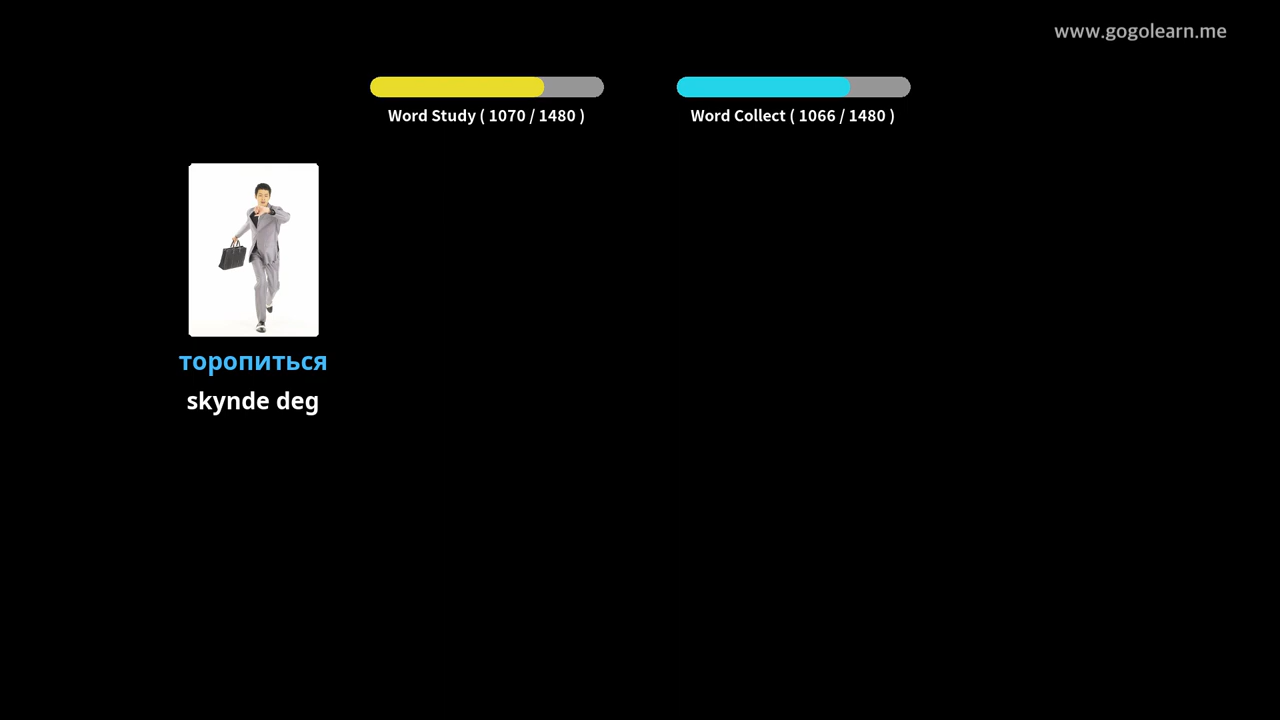 www.gogolearn.me
Word Study ( 1070 / 1480 )
Word Collect ( 1066 / 1480 )
торопиться
skynde deg